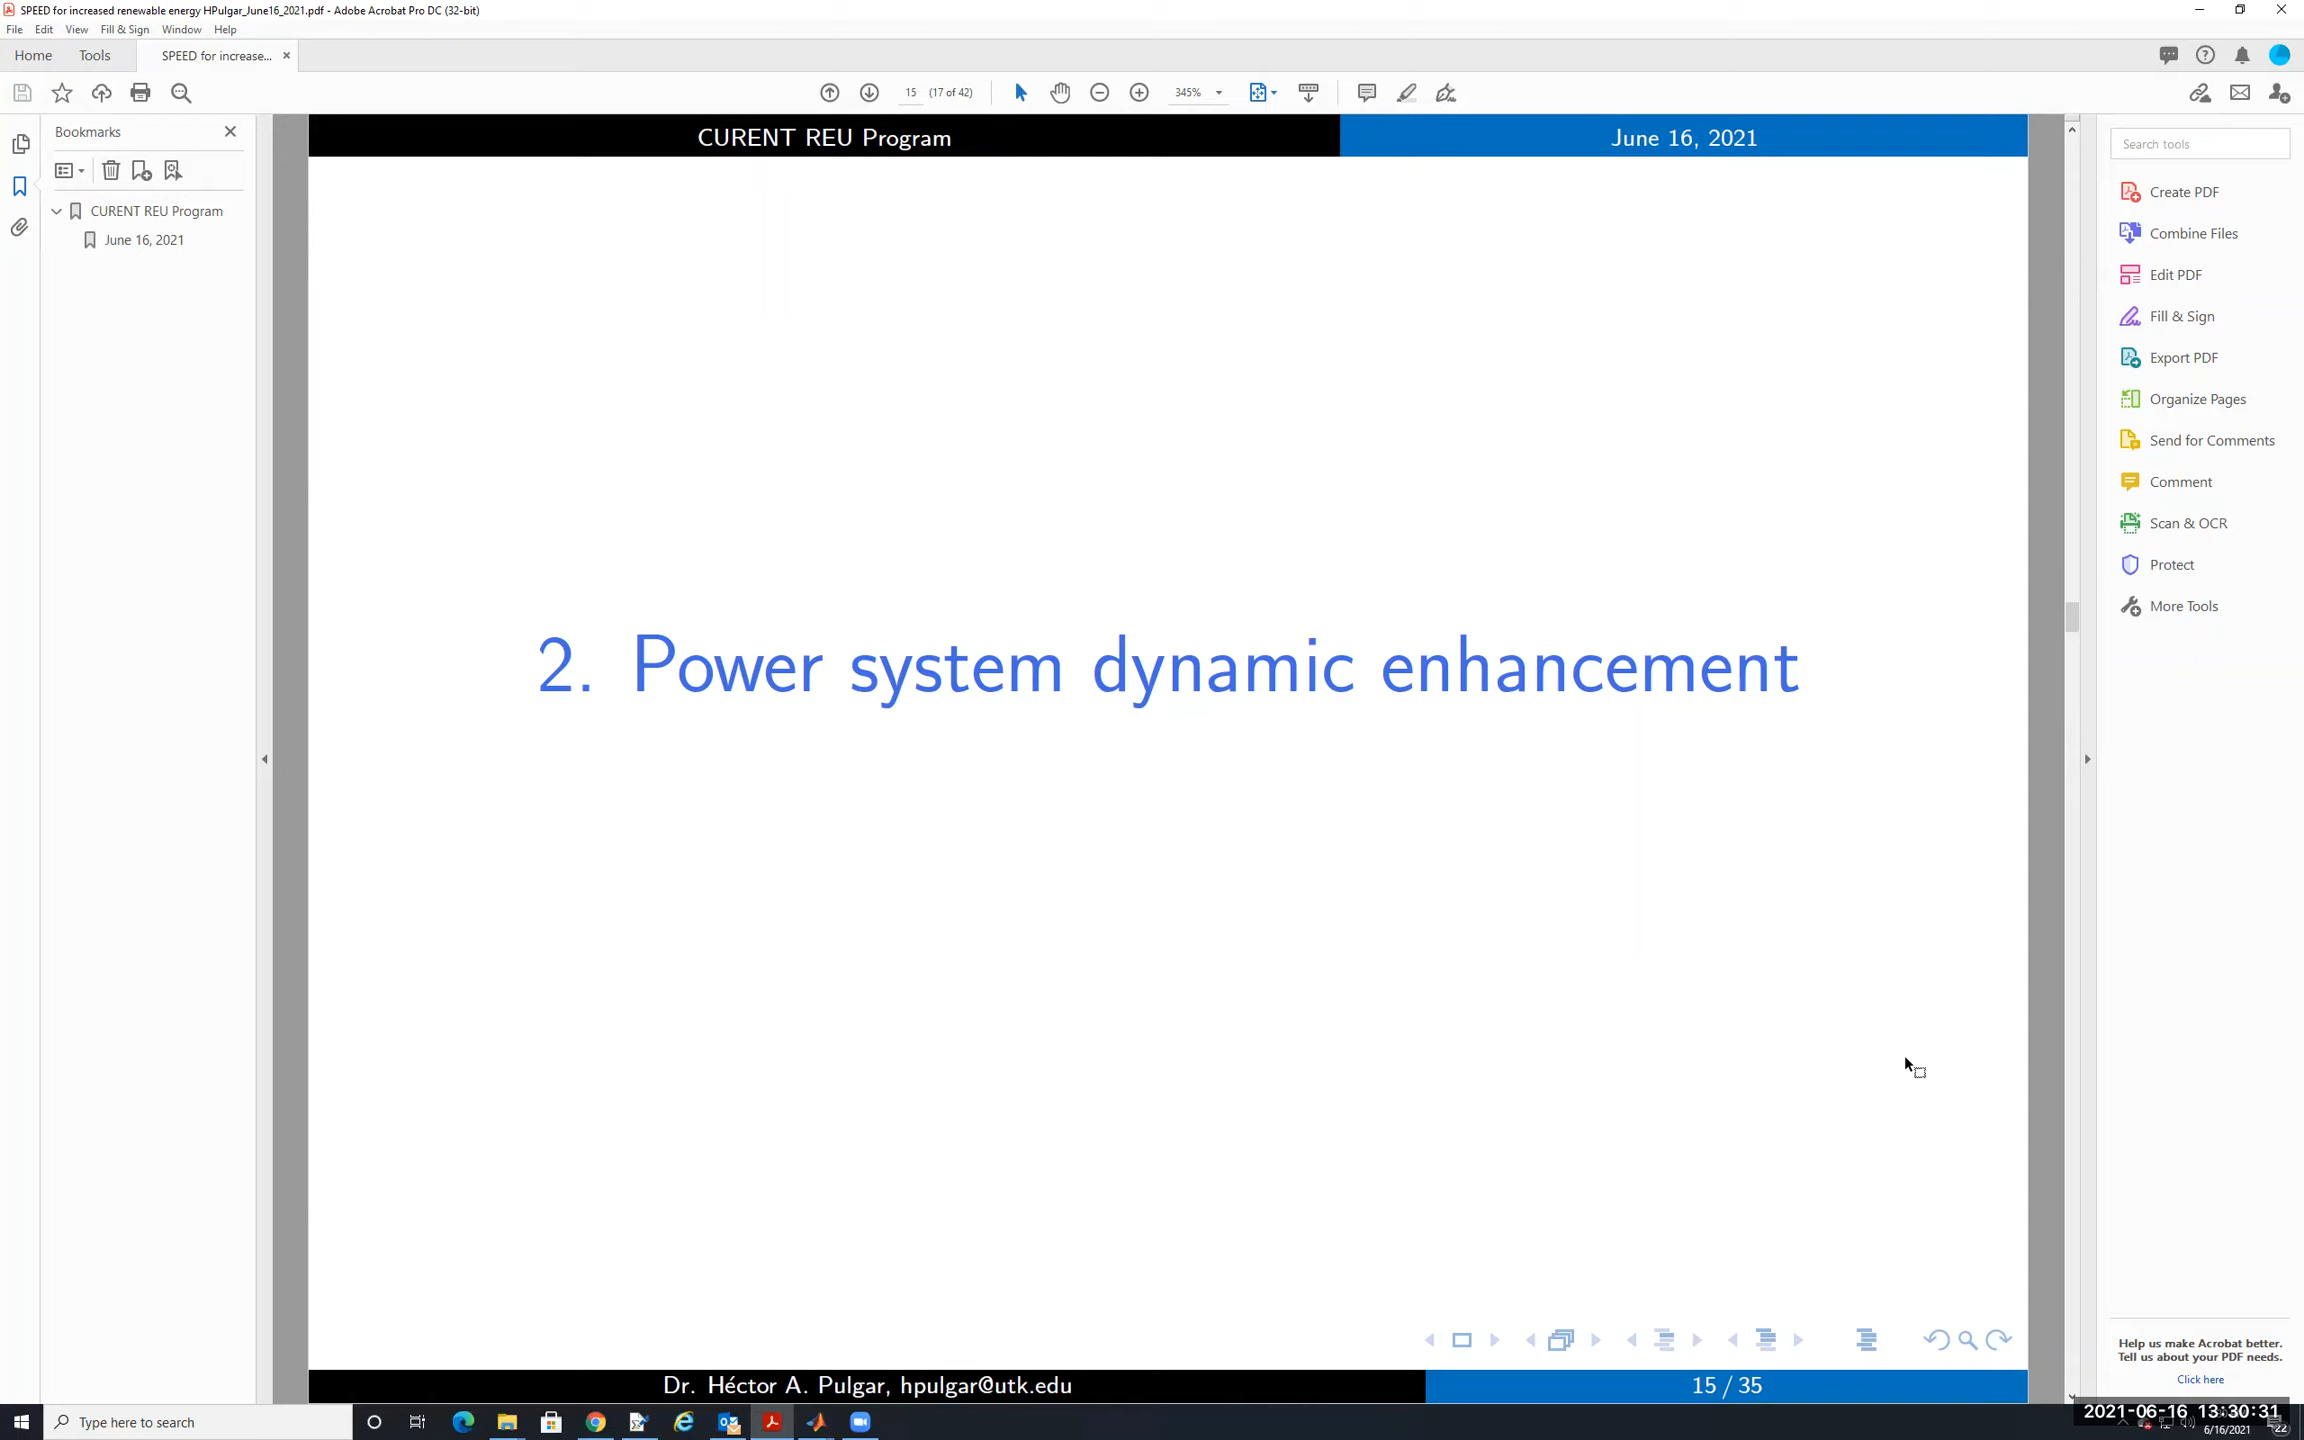 SPEED for increased renewable energy HPulgar_June16_2021.pdf - Adobe Acrobat Pro DC (32-bit)
File Edit View Fill & Sign Window Help
Home Tools SPEED for increase...
15 (17 of 42) 345%
Bookmarks
CURENT REU Program
June 16, 2021
CURENT REU Program June 16, 2021
2. Power system dynamic enhancement
Dr. Héctor A. Pulgar, hpulgar@utk.edu 15 / 35
Search tools
Create PDF
Combine Files
Edit PDF
Fill & Sign
Export PDF
Organize Pages
Send for Comments
Comment
Scan & OCR
Protect
More Tools
Help us make Acrobat better.
Tell us about your PDF needs.
Click here
Type here to search
2021-06-16 13:30:31
6/16/2021
22